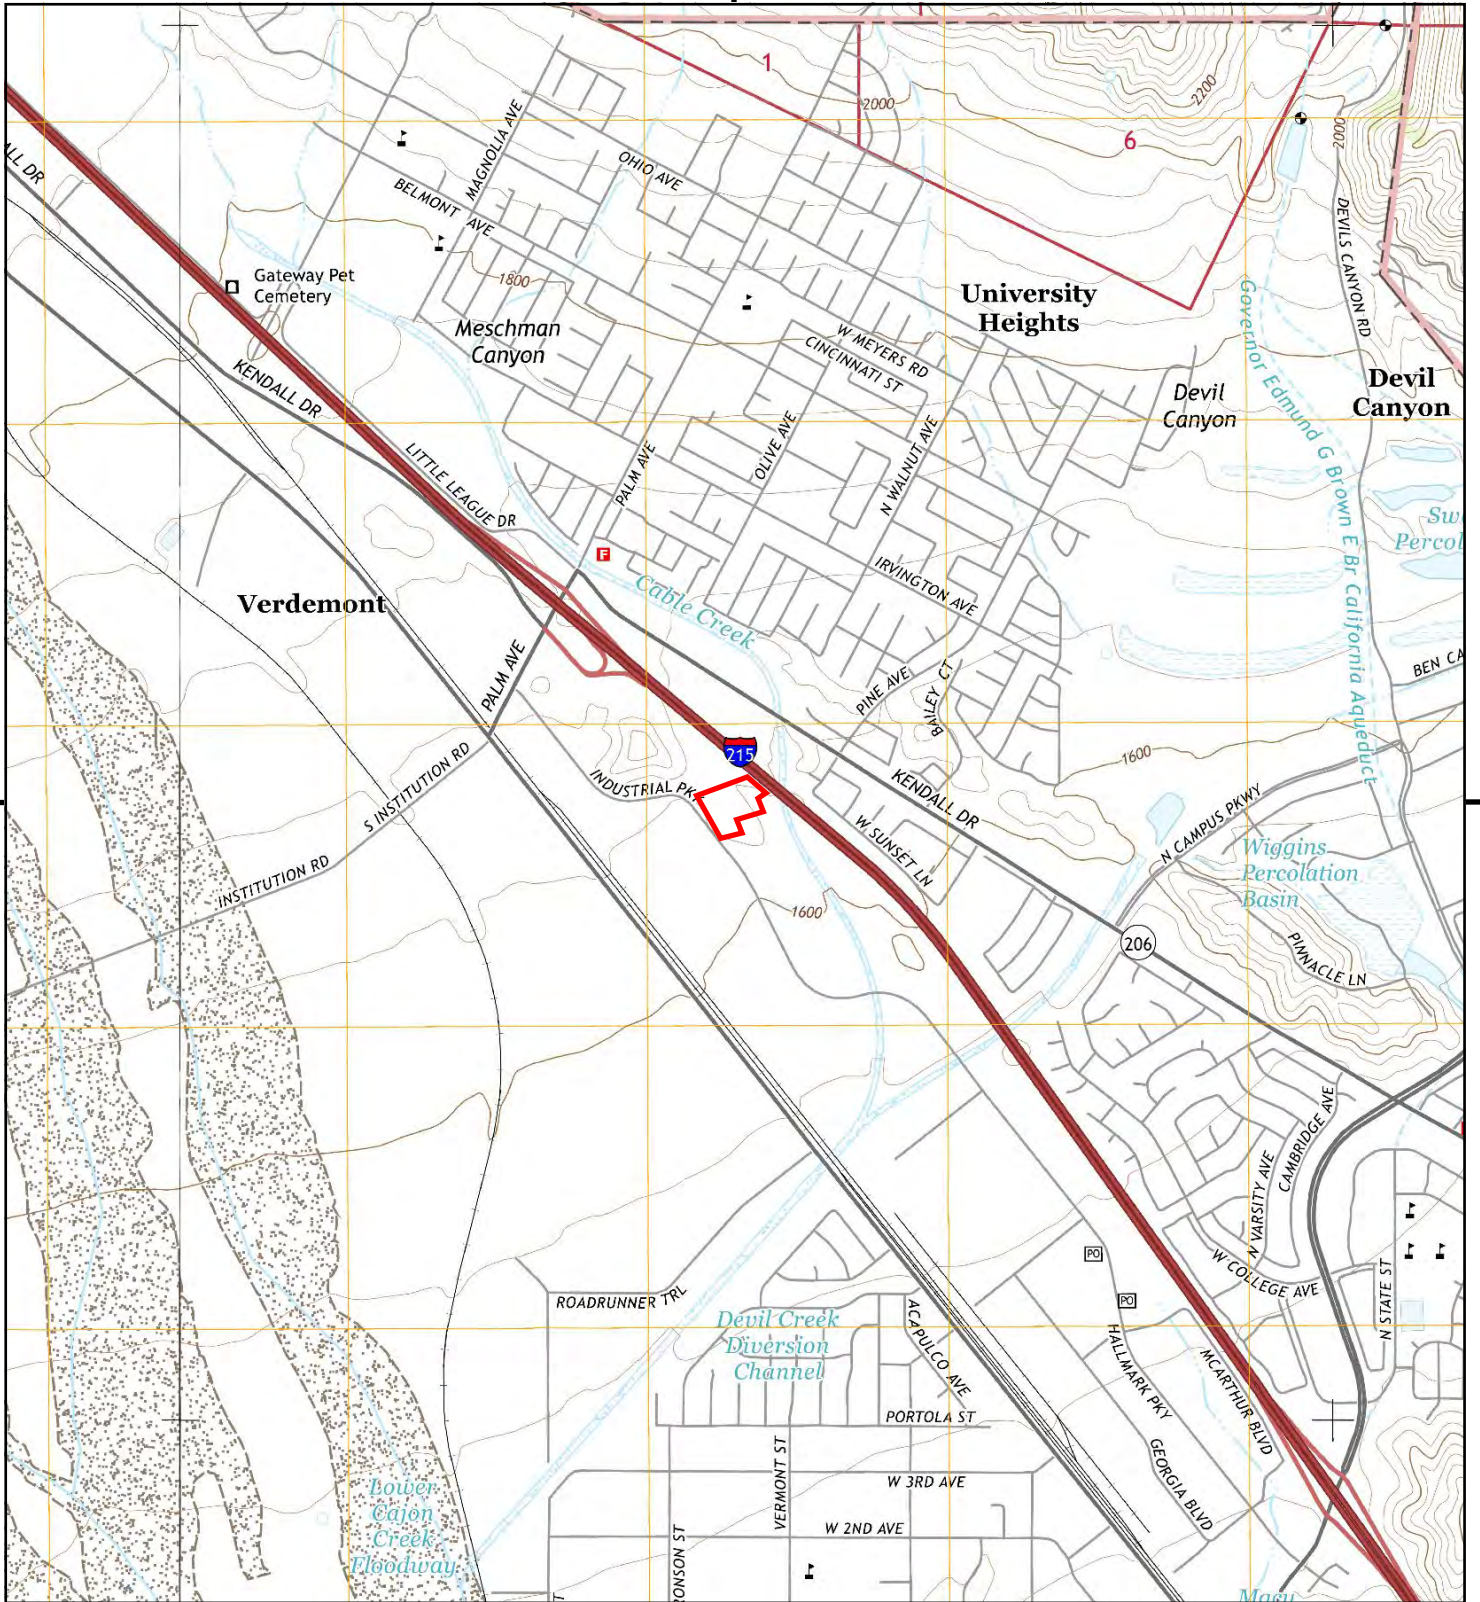 1
2000
2200
6
2000
ALL DR
MAGNOLIA AVE
OHIO AVE
BELMONT AVE
DEVILS CANYON RD
Gateway Pet
Cemetery
1800
University
Heights
Meschman
Canyon
W MEYERS RD
CINCINNATI ST
Governor Edmund G Brown E Br California Aqueduct
KENDALL DR
Devil
Canyon
Devil
Canyon
LITTLE LEAGUE DR
PALM AVE
OLIVE AVE
N WALNUT AVE
Percol
F
Verdemont
Cable Creek
IRVINGTON AVE
PALM AVE
PINE AVE
BAILEY CT
BEN CA
215
1600
S INSTITUTION RD
INDUSTRIAL PK
KENDALL DR
N CAMPUS PKWY
W SUNSET LN
Wiggins
Percolation
Basin
INSTITUTION RD
1600
206
PINNACLE LN
CAMBRIDGE AVE
N VARSITY AVE
PO
W COLLEGE AVE
N STATE ST
ROADRUNNER TRL
PO
Devil Creek
Diversion
Channel
ACAPULCO AVE
HALLMARK PKY
MCARTHUR BLVD
PORTOLA ST
VERMONT ST
GEORGIA BLVD
W 3RD AVE
Lower
Cajon
Creek
Floodway
W 2ND AVE
RONSON ST
T